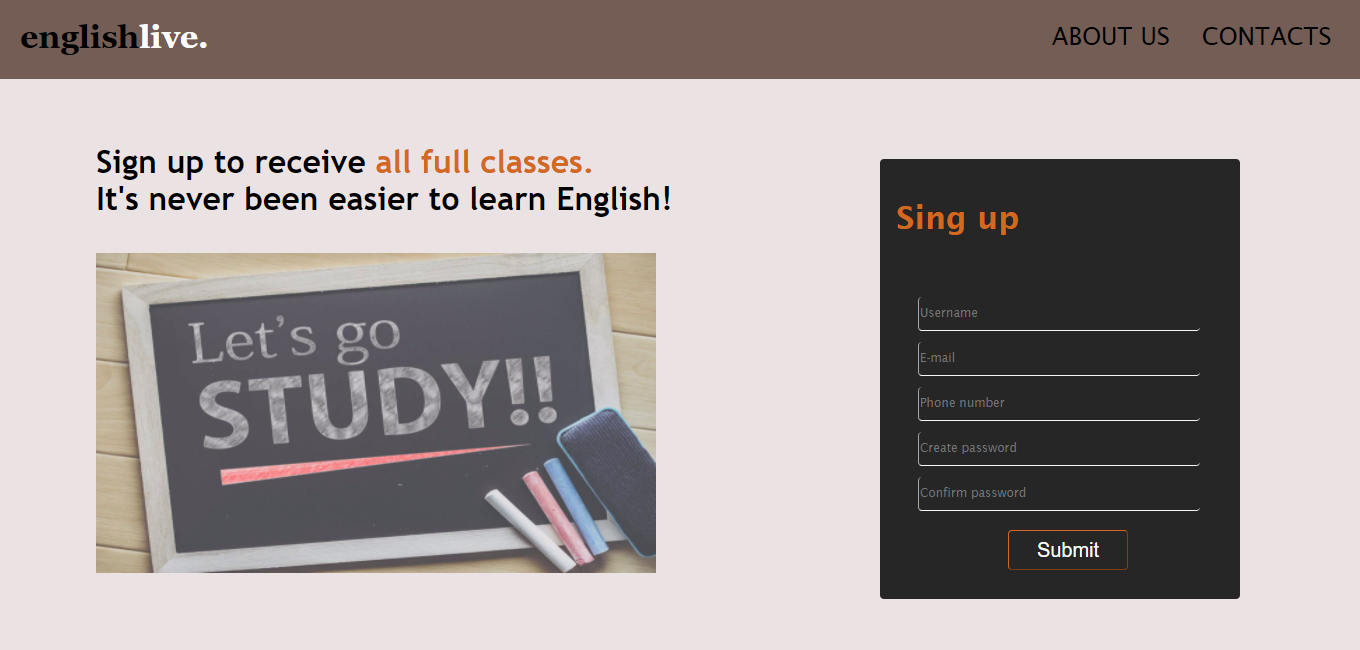 englishlive.
ABOUT US
CONTACTS
Sign up to receive all full classes.
It's never been easier to learn English!
Let's go
STUDY!!
Sing up
Username
E-mail
Phone number
Create password
Confirm password
Submit